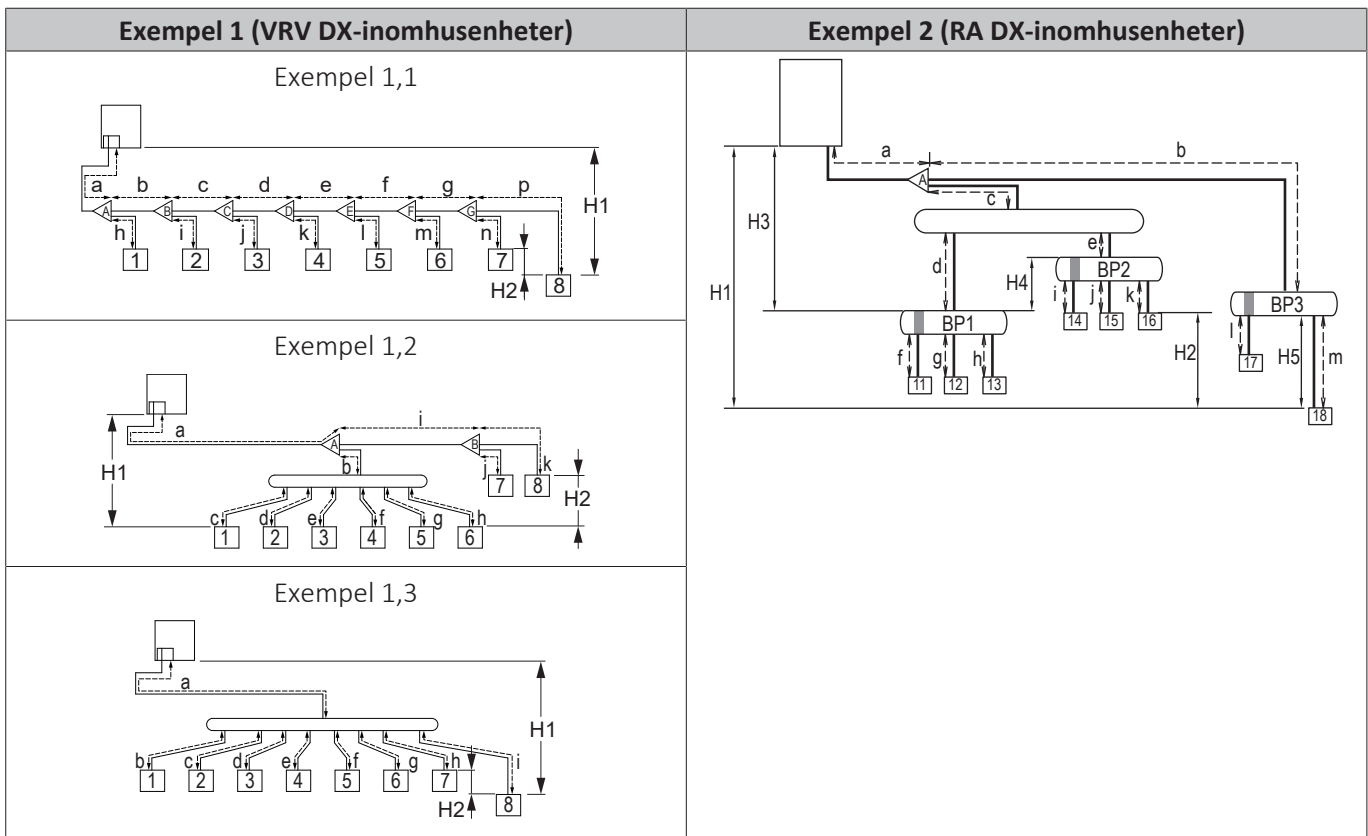 Exempel 1 (VRV DX-inomhusenheter)
Exempel 1,1
a b c d e f g p
A B C D E F G
h i j k l m n
1 2 3 4 5 6 7
8
H1
H2
Exempel 1,2
a
i
A B
b
j k
7 8
H1
H2
c d e f g h
1 2 3 4 5 6
Exempel 1,3
a
H1
b c d e f g h i
1 2 3 4 5 6 7
H2
8
Exempel 2 (RA DX-inomhusenheter)
a b
A
c
H3
d
e
BP2
H4
H1
BP1
i j k
14 15 16
BP3
f g h
11 12 13
H2
l
17
H5
m
18